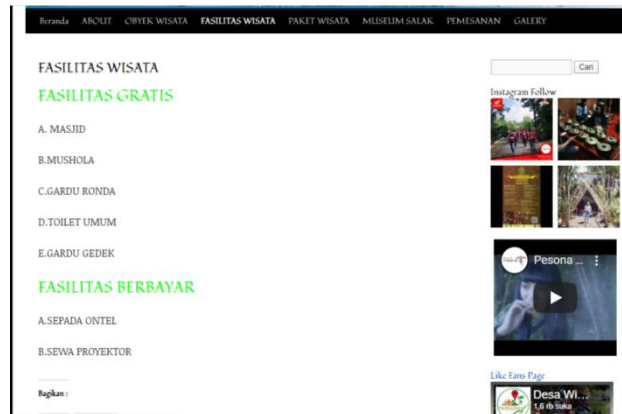 Beranda ABOUT OBYEK WISATA FASILITAS WISATA PAKET WISATA MUSEUM SALAK PEMESANAN GALERY
FASILITAS WISATA
FASILITAS GRATIS
A. MASJID
B.MUSHOLA
C.GARDU RONDA
D.TOILET UMUM
E.GARDU GEDEK
FASILITAS BERBAYAR
A.SEPADA ONTEL
B.SEWA PROYEKTOR
Bagikan :
Cari
Instagram Follow
Pesona ...
Like Fans Page
Desa Wi...
1,6 rb suka